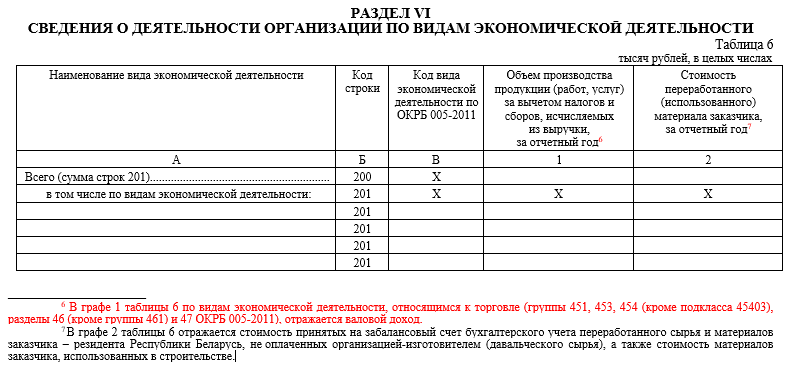 РАЗДЕЛ VI
СВЕДЕНИЯ О ДЕЯТЕЛЬНОСТИ ОРГАНИЗАЦИИ ПО ВИДАМ ЭКОНОМИЧЕСКОЙ ДЕЯТЕЛЬНОСТИ
Таблица 6
тысяч рублей, в целых числах
Наименование вида экономической деятельности
Код
строки
Код вида
экономической
деятельности по
ОКРБ 005-2011
Объем производства
продукции (работ, услуг)
за вычетом налогов и
сборов, исчисляемых
из выручки,
за отчетный год⁶
Стоимость
переработанного
(использованного)
материала заказчика,
за отчетный год⁷
А
Б
В
1
2
Всего (сумма строк 201)............................................................
200
Х
в том числе по видам экономической деятельности:
201
Х
Х
Х
201
201
201
201
⁶ В графе 1 таблицы 6 по видам экономической деятельности, относящимся к торговле (группы 451, 453, 454 (кроме подкласса 45403),
разделы 46 (кроме группы 461) и 47 ОКРБ 005-2011), отражается валовой доход.
⁷ В графе 2 таблицы 6 отражается стоимость принятых на забалансовый счет бухгалтерского учета переработанного сырья и материалов
заказчика – резидента Республики Беларусь, не оплаченных организацией-изготовителем (давальческого сырья), а также стоимость материалов
заказчика, использованных в строительстве.